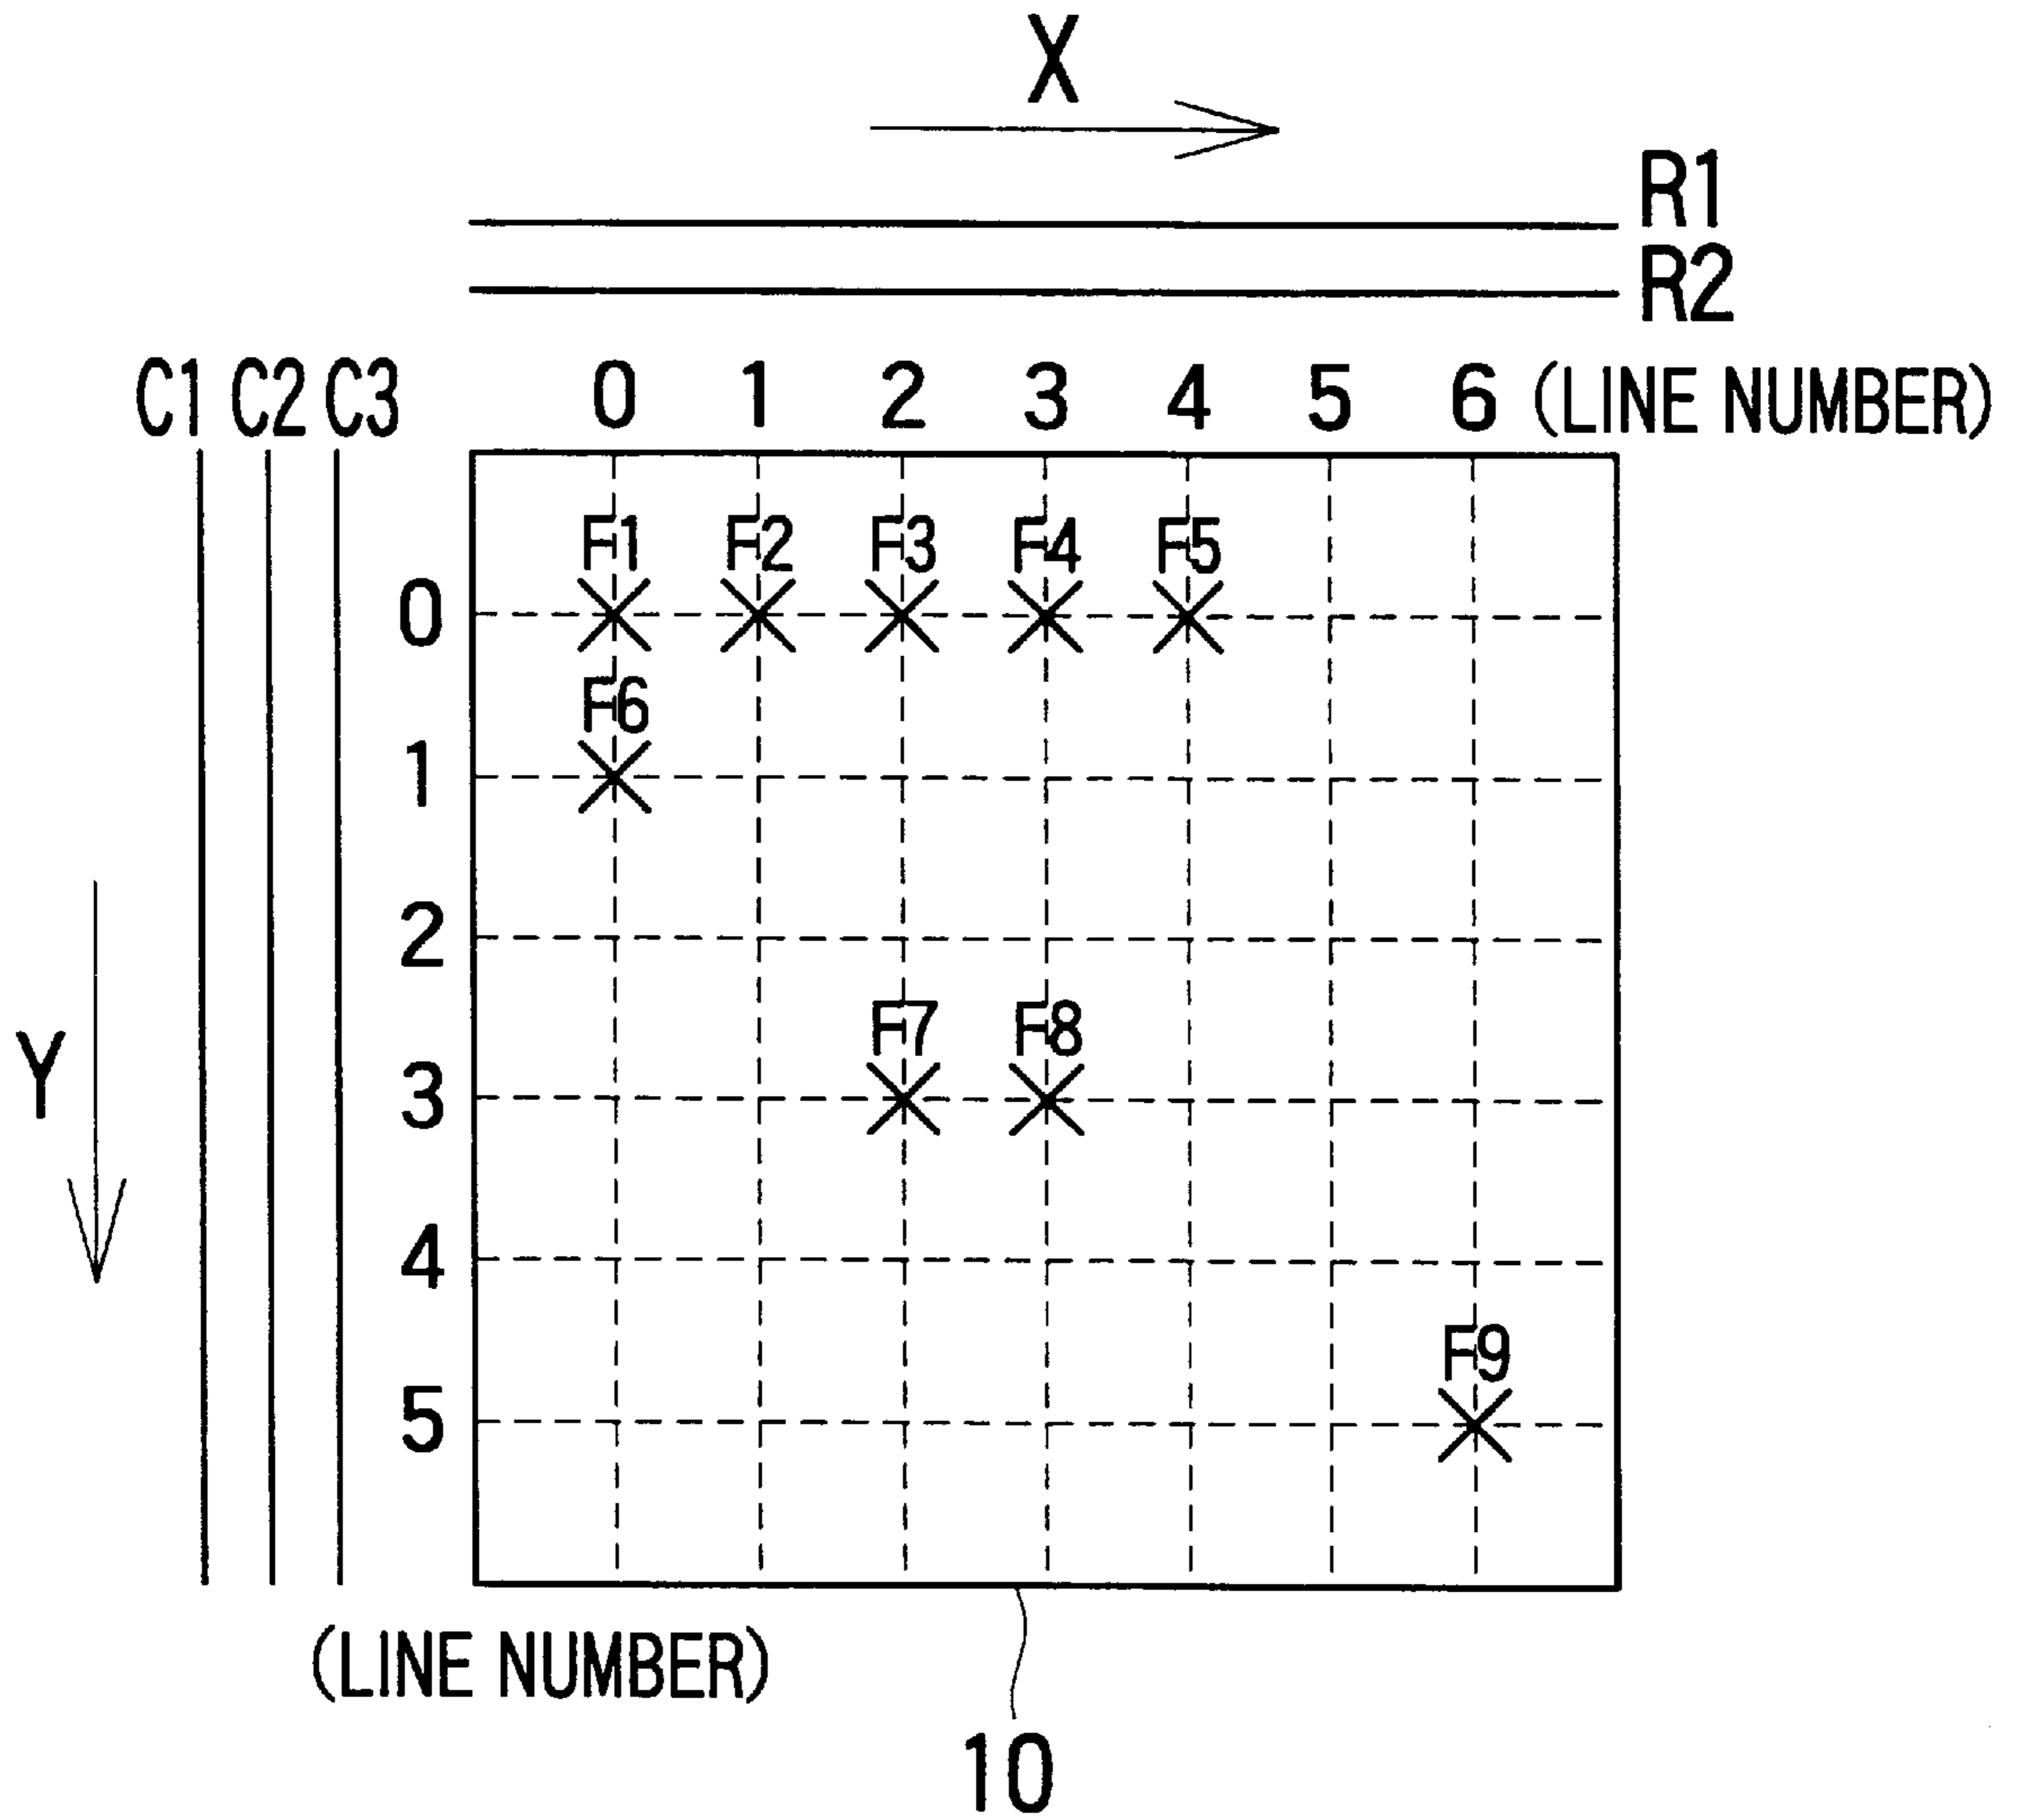 X
R1
R2
C1 C2 C3 0 1 2 3 4 5 6 (LINE NUMBER)
F1 F2 F3 F4 F5
0
F6
1
2
F7 F8
Y
3
4
F9
5
(LINE NUMBER)
10